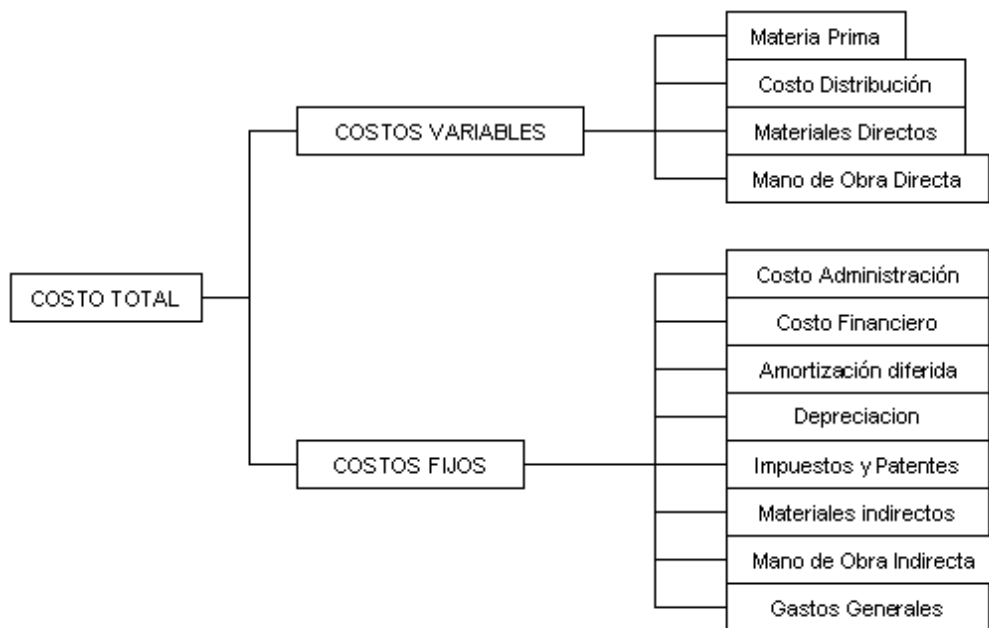 Materia Prima
Costo Distribución
COSTOS VARIABLES
Materiales Directos
Mano de Obra Directa
COSTO TOTAL
Costo Administración
Costo Financiero
Amortización diferida
Depreciacion
COSTOS FIJOS
Impuestos y Patentes
Materiales indirectos
Mano de Obra Indirecta
Gastos Generales